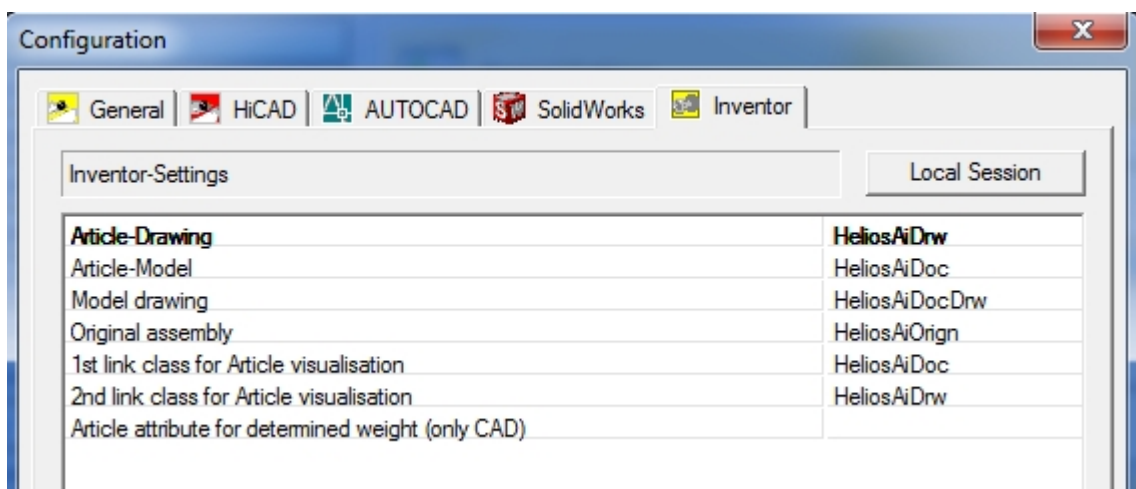 Configuration
General HiCAD AUTOCAD SolidWorks Inventor
Inventor-Settings Local Session
Article-Drawing HeliosAiDrw
Article-Model HeliosAiDoc
Model drawing HeliosAiDocDrw
Original assembly HeliosAiOrign
1st link class for Article visualisation HeliosAiDoc
2nd link class for Article visualisation HeliosAiDrw
Article attribute for determined weight (only CAD)